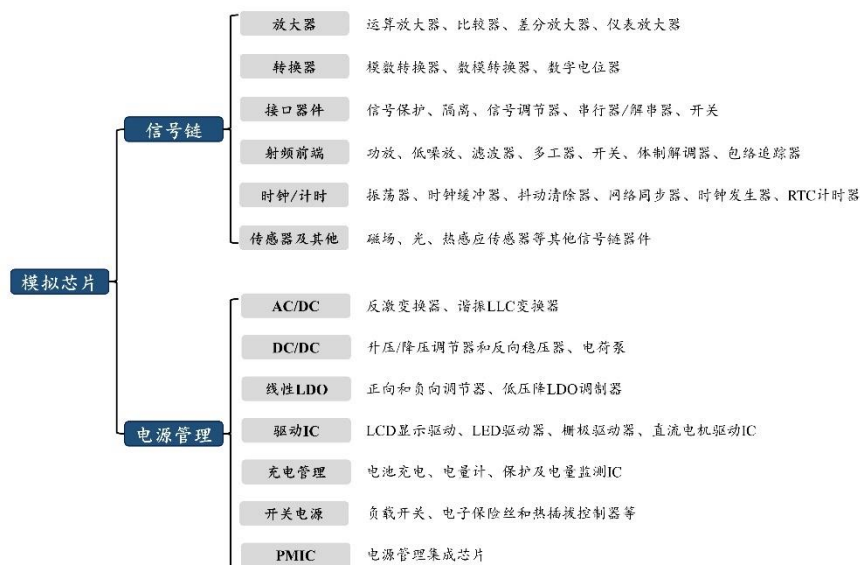 模拟芯片
信号链
放大器 运算放大器、比较器、差分放大器、仪表放大器
转换器 模数转换器、数模转换器、数字电位器
接口器件 信号保护、隔离、信号调节器、串行器/解串器、开关
射频前端 功放、低噪放、滤波器、多工器、开关、体制解调器、包络追踪器
时钟/计时 振荡器、时钟缓冲器、抖动清除器、网络同步器、时钟发生器、RTC计时器
传感器及其他 磁场、光、热感应传感器等其他信号链器件
电源管理
AC/DC 反激变换器、谐振LLC变换器
DC/DC 升压/降压调节器和反向稳压器、电荷泵
线性LDO 正向和负向调节器、低压降LDO调制器
驱动IC LCD显示驱动、LED驱动器、栅极驱动器、直流电机驱动IC
充电管理 电池充电、电量计、保护及电量监测IC
开关电源 负载开关、电子保险丝和热插拔控制器等
PMIC 电源管理集成芯片